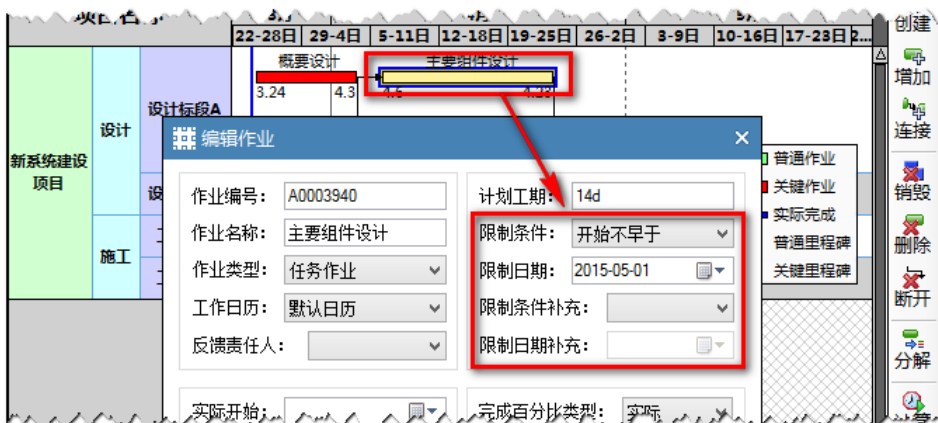 22-28日 29-4日 5-11日 12-18日 19-25日 26-2日 3-9日 10-16日 17-23日 2...
概要设计
主要组件设计
3.24 4.3
新系统建设
项目
设计
设计标段A
施工
编辑作业
作业编号： A0003940
作业名称： 主要组件设计
作业类型： 任务作业
工作日历： 默认日历
反馈责任人：
实际开始：
计划工期： 14d
限制条件： 开始不早于
限制日期： 2015-05-01
限制条件补充：
限制日期补充：
完成百分比类型： 实际
普通作业
关键作业
实际完成
普通里程碑
关键里程碑
创建
增加
连接
销毁
删除
断开
分解